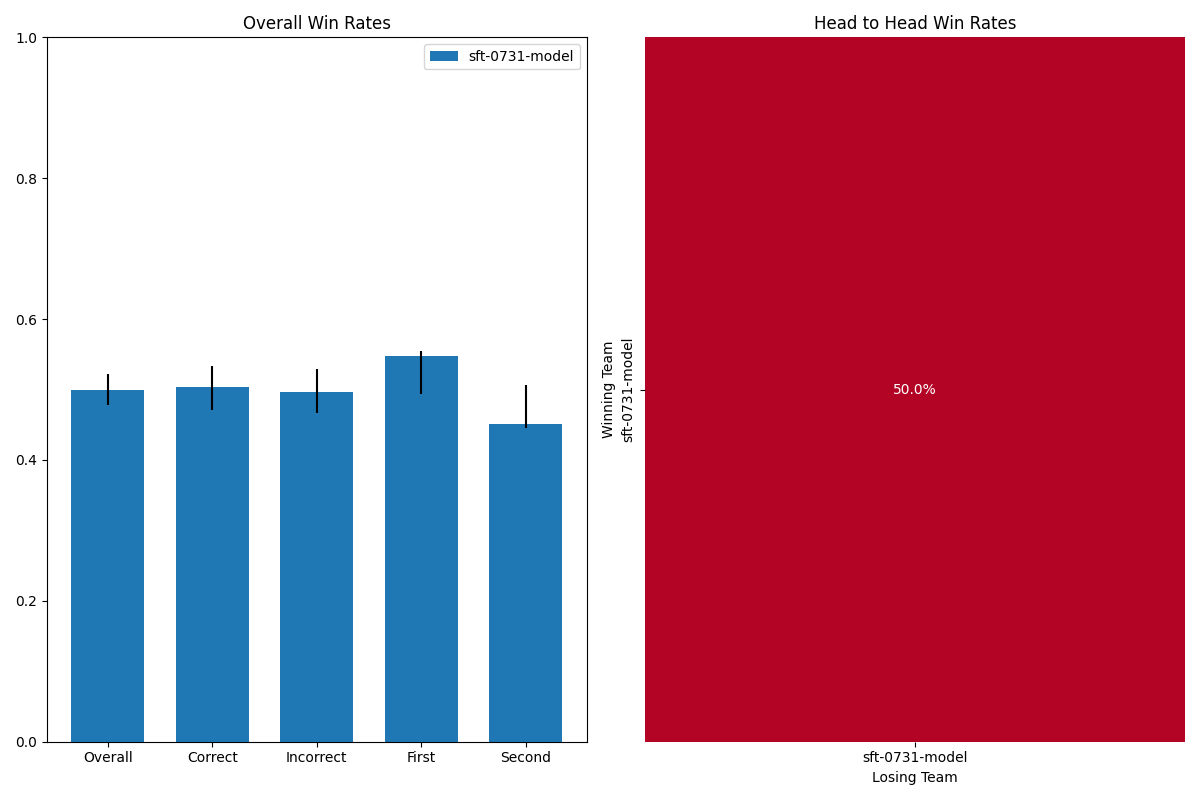 Overall Win Rates
sft-0731-model
1.0
0.8
0.6
0.4
0.2
0.0
Overall
Correct
Incorrect
First
Second
Head to Head Win Rates
Winning Team
sft-0731-model
50.0%
sft-0731-model
Losing Team